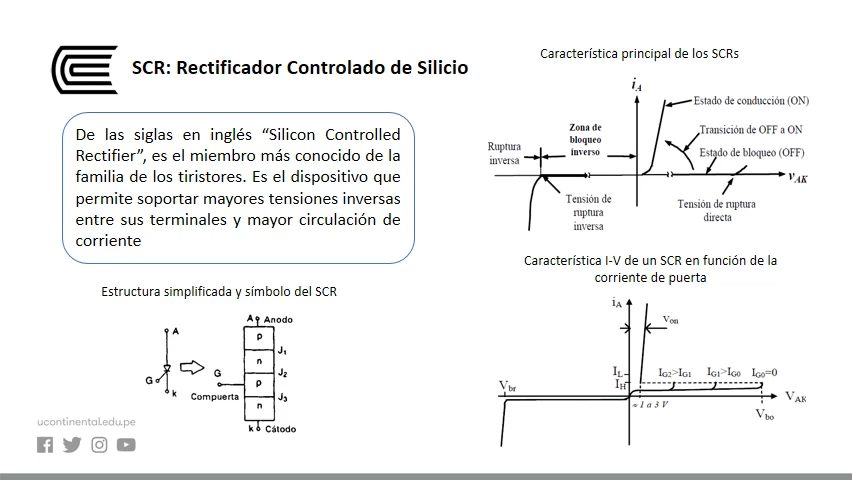 SCR: Rectificador Controlado de Silicio
De las siglas en inglés “Silicon Controlled
Rectifier”, es el miembro más conocido de la
familia de los tiristores. Es el dispositivo que
permite soportar mayores tensiones inversas
entre sus terminales y mayor circulación de
corriente
Estructura simplificada y símbolo del SCR
A
G
k
A Anodo
p
J1
n
G
J2
p
Compuerta
J3
n
k Cátodo
ucontinental.edu.pe
Característica principal de los SCRs
iA
Estado de conducción (ON)
Zona de
bloqueo
inverso
Transición de OFF a ON
Ruptura
inversa
Estado de bloqueo (OFF)
vAK
Tensión de
ruptura
inversa
Tensión de ruptura
directa
Característica I-V de un SCR en función de la
corriente de puerta
iA
Von
IL
IH
IG2>IG1 IG1>IG0 IG0=0
Vbr
≈ 1 a 3 V
VAK
Vbo